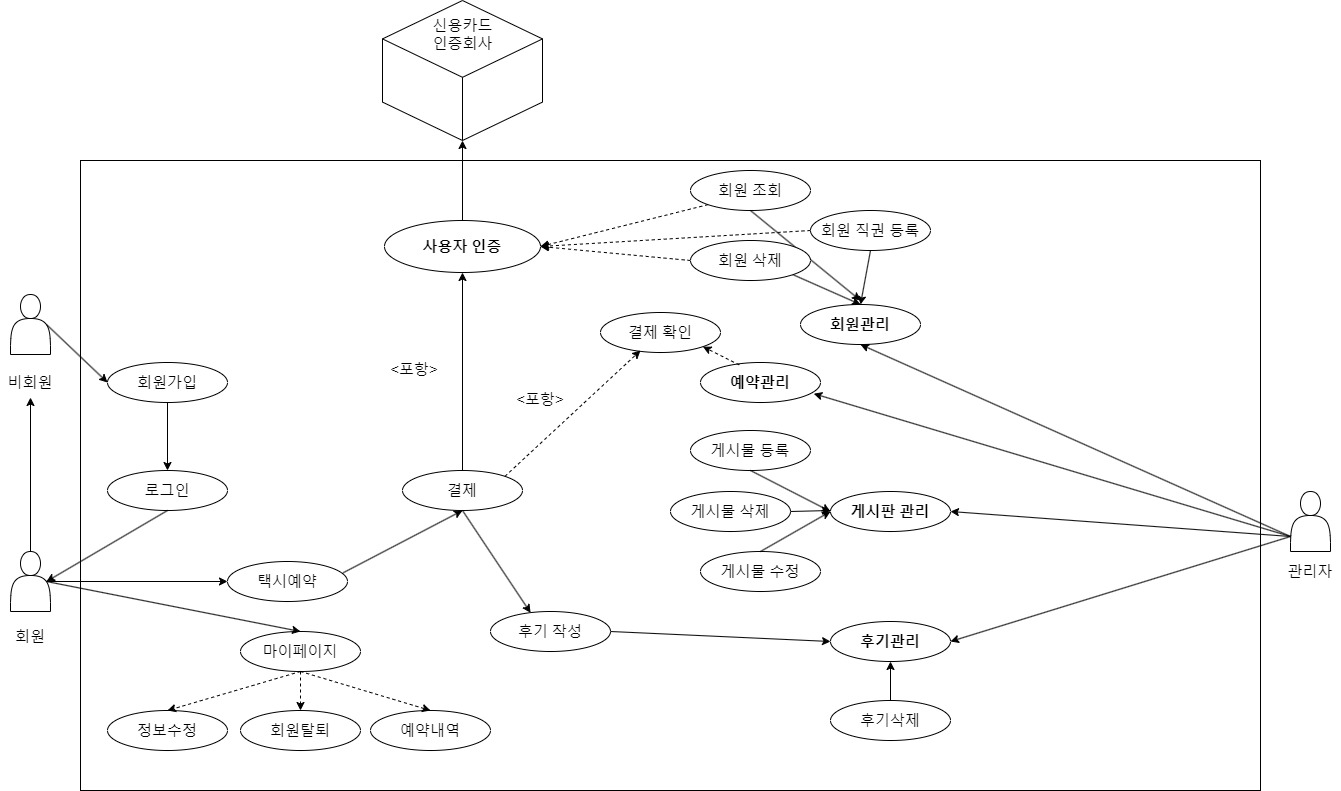 신용카드
인증회사
회원 조회
회원 직권 등록
사용자 인증
회원 삭제
회원관리
결제 확인
<포함>
비회원
회원가입
예약관리
<포함>
게시물 등록
로그인
결제
게시물 삭제
게시판 관리
관리자
택시예약
게시물 수정
회원
후기 작성
후기관리
마이페이지
정보수정
회원탈퇴
예약내역
후기삭제